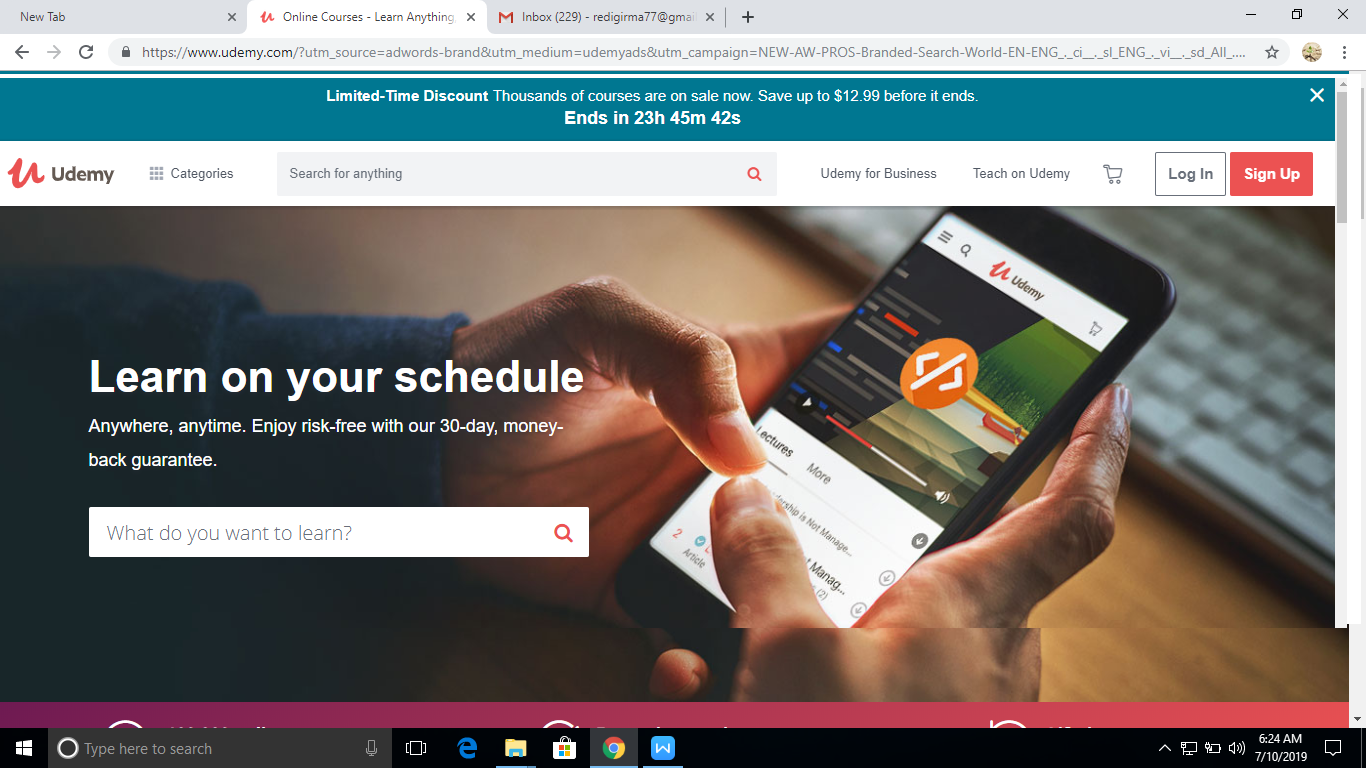 New Tab
Online Courses - Learn Anything,
Inbox (229) - redigirma77@gmai
https://www.udemy.com/?utm_source=adwords-brand&utm_medium=udemyads&utm_campaign=NEW-AW-PROS-Branded-Search-World-EN-ENG_._ci__._sl_ENG_._vi__._sd_All_....
Limited-Time Discount Thousands of courses are on sale now. Save up to $12.99 before it ends.
Ends in 23h 45m 42s
Udemy
Categories
Search for anything
Udemy for Business
Teach on Udemy
Log In
Sign Up
Udemy
Learn on your schedule
Anywhere, anytime. Enjoy risk-free with our 30-day, money-
back guarantee.
What do you want to learn?
Lectures
More
is Not Manage...
Manag...
(2)
2
Article
Type here to search
6:24 AM
7/10/2019